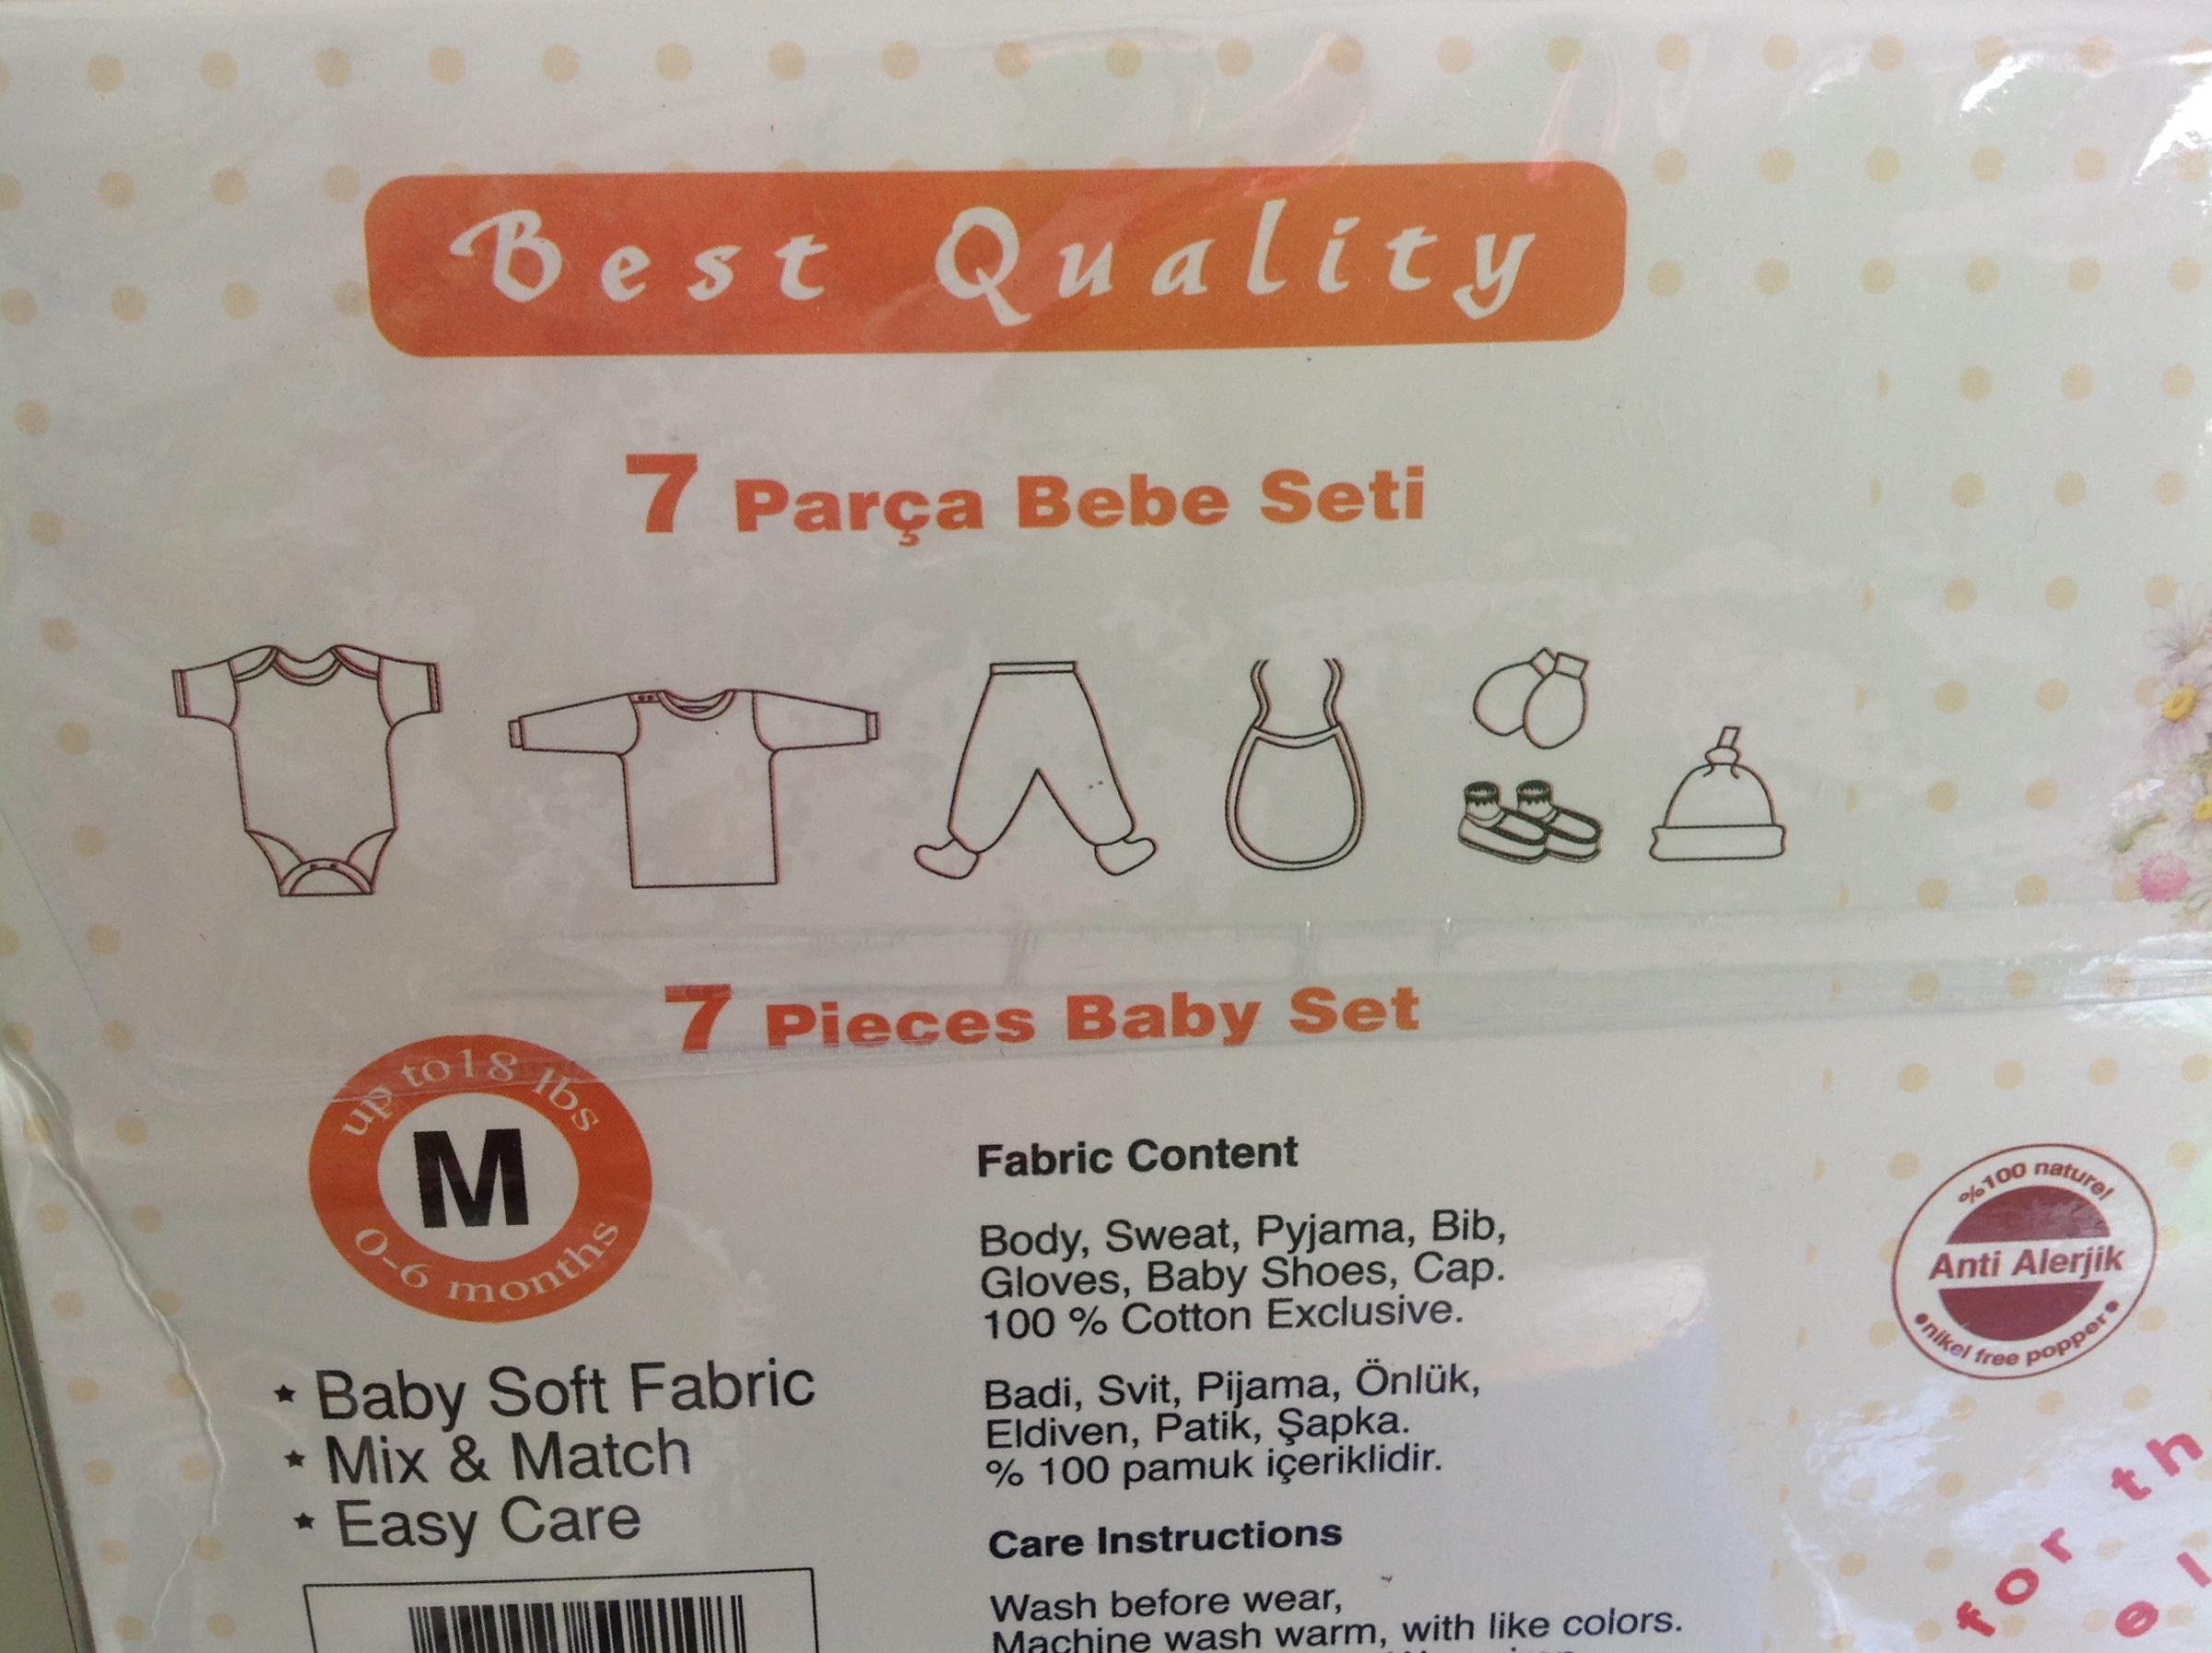 Best Quality
7 Parça Bebe Seti
7 Pieces Baby Set
up to18 lbs
M
0-6 months
* Baby Soft Fabric
* Mix & Match
* Easy Care
Fabric Content
Body, Sweat, Pyjama, Bib,
Gloves, Baby Shoes, Cap.
100 % Cotton Exclusive.
Badi, Svit, Pijama, Önlük,
Eldiven, Patik, Şapka.
% 100 pamuk içeriklidir.
Care Instructions
Wash before wear,
Machine wash warm, with like colors.
%100 naturel
Anti Alerjik
•nikel free popper•
for th